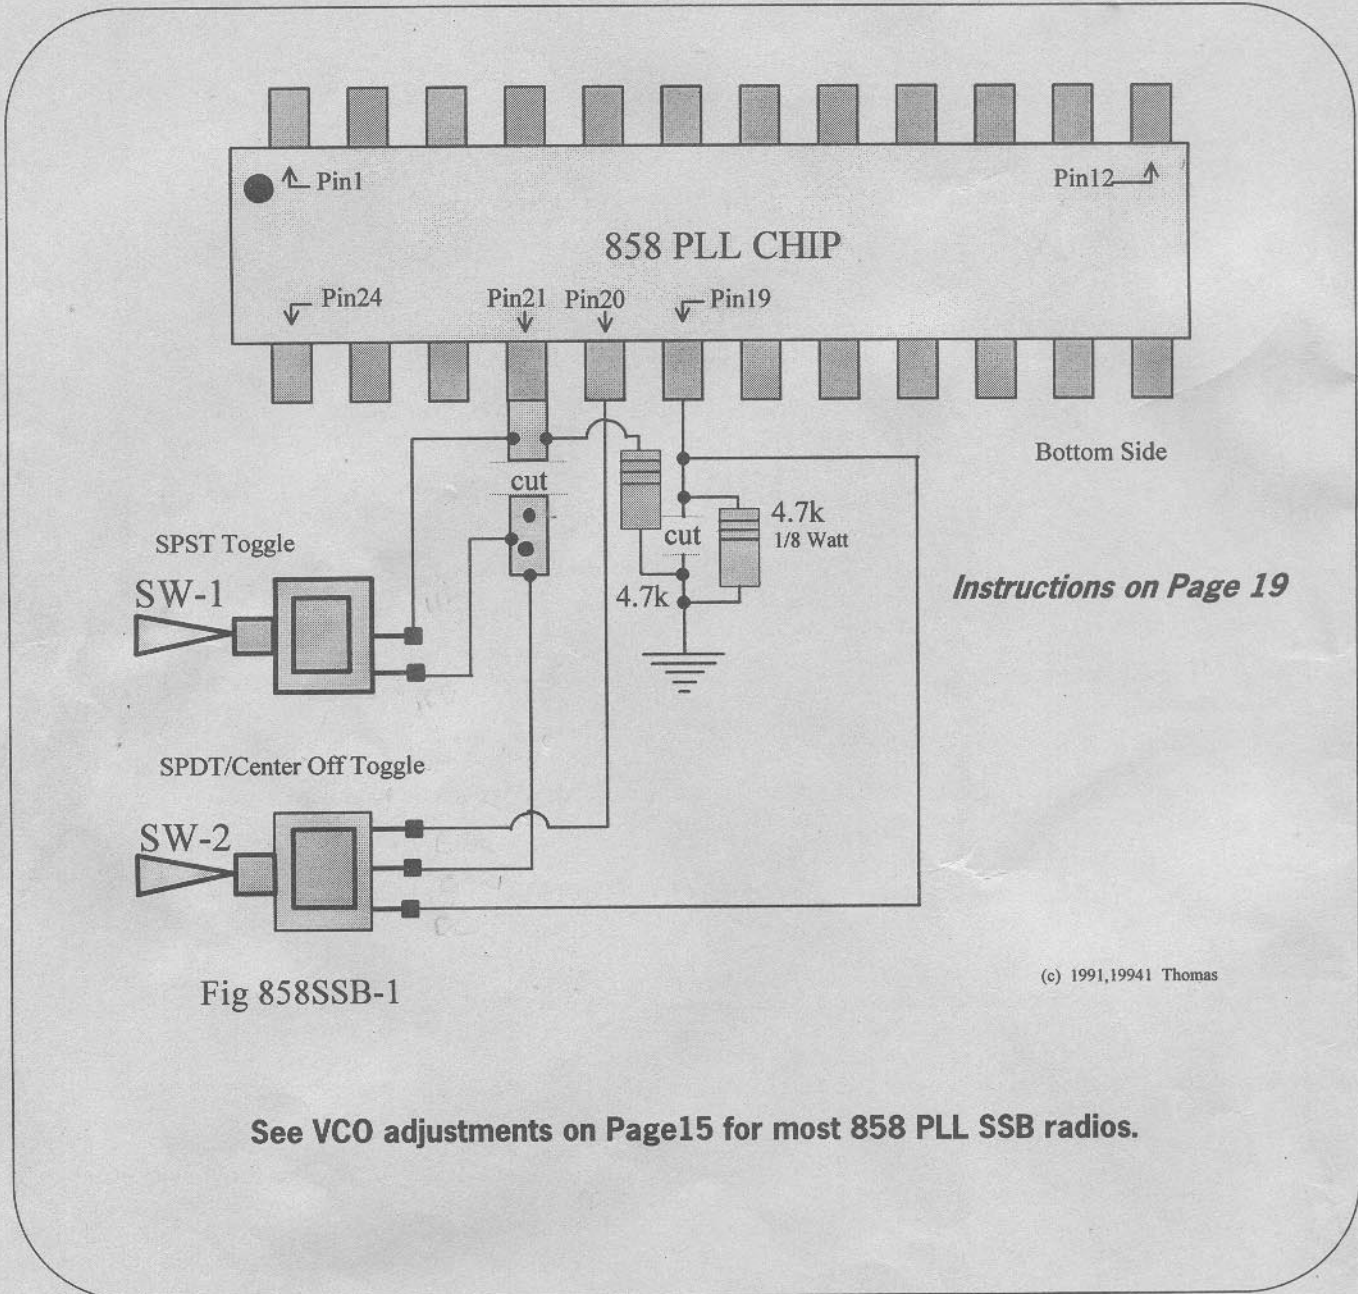 Pin1
Pin12
858 PLL CHIP
Pin24
Pin21
Pin20
Pin19
Bottom Side
cut
4.7k
1/8 Watt
cut
SPST Toggle
SW-1
4.7k
Instructions on Page 19
SPDT/Center Off Toggle
SW-2
(c) 1991,19941 Thomas
Fig 858SSB-1
See VCO adjustments on Page15 for most 858 PLL SSB radios.